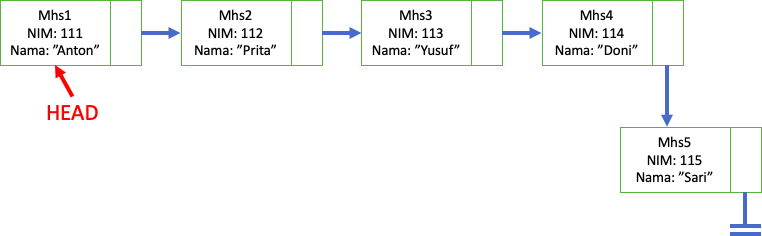 Mhs1
NIM: 111
Nama: ”Anton”
Mhs2
NIM: 112
Nama: ”Prita”
Mhs3
NIM: 113
Nama: ”Yusuf”
Mhs4
NIM: 114
Nama: ”Doni”
HEAD
Mhs5
NIM: 115
Nama: ”Sari”